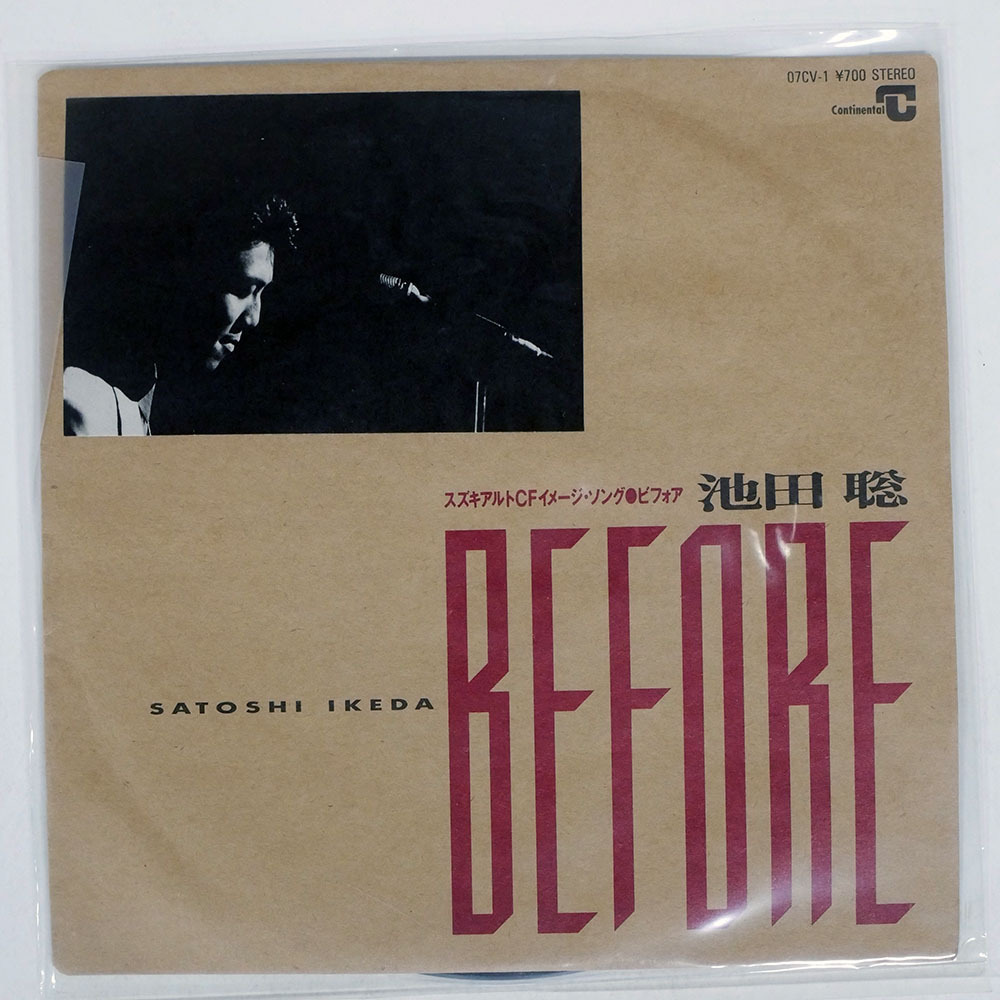 07CV-1 ¥700 STEREO
Continental
スズキアルトCFイメージ・ソング●ビフォア 池田 聡
BEFORE
SATOSHI IKEDA